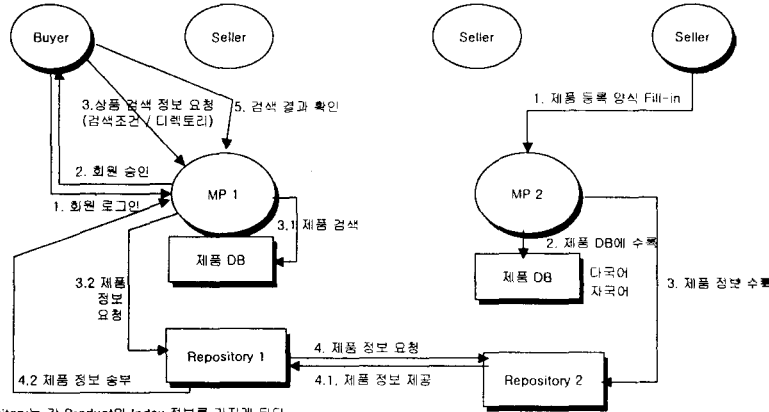 Buyer
Seller
Seller
Seller
3.상품 검색 정보 요청
(검색조건 / 디렉토리)
5. 검색 결과 확인
1. 제품 등록 양식 Fill-in
2. 회원 승인
1. 회원 로그인
MP 1
MP 2
3.1 제품 검색
제품 DB
2. 제품 DB에 수록
제품 DB
다국어
자국어
3. 제품 정보 수록
3.2 제품
정보
요청
Repository 1
4. 제품 정보 요청
4.1. 제품 정보 제공
Repository 2
4.2 제품 정보 송부